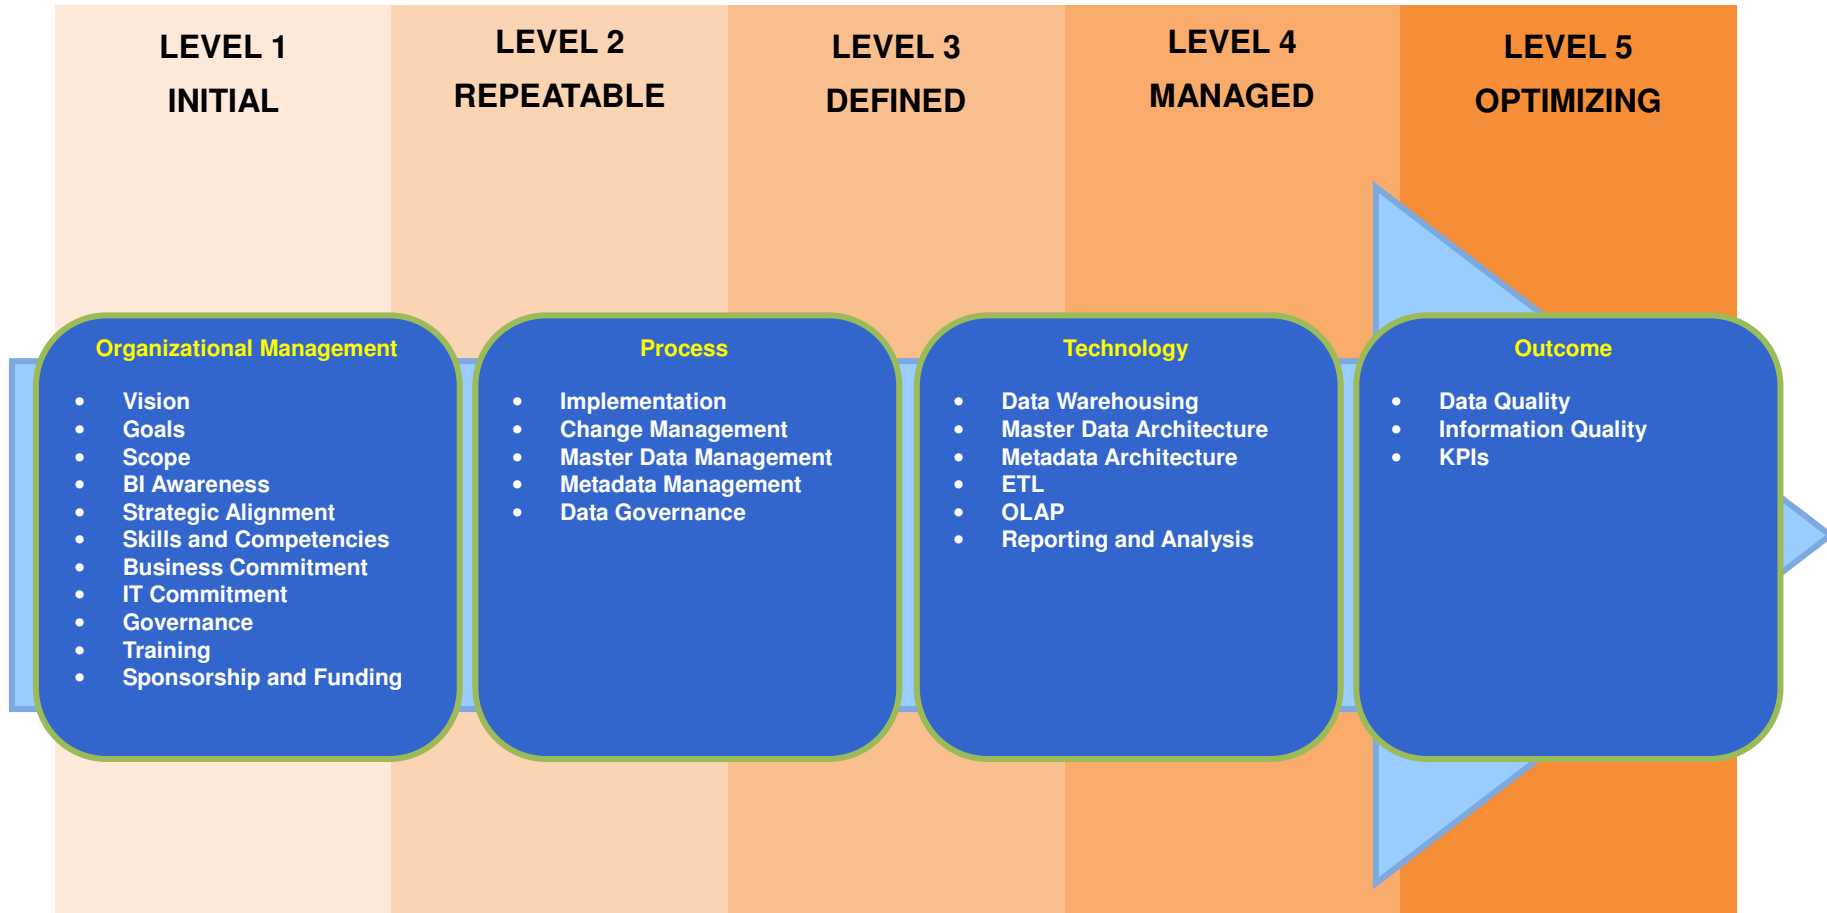 LEVEL 1
INITIAL
LEVEL 2
REPEATABLE
LEVEL 3
DEFINED
LEVEL 4
MANAGED
LEVEL 5
OPTIMIZING
Organizational Management
• Vision
• Goals
• Scope
• BI Awareness
• Strategic Alignment
• Skills and Competencies
• Business Commitment
• IT Commitment
• Governance
• Training
• Sponsorship and Funding
Process
• Implementation
• Change Management
• Master Data Management
• Metadata Management
• Data Governance
Technology
• Data Warehousing
• Master Data Architecture
• Metadata Architecture
• ETL
• OLAP
• Reporting and Analysis
Outcome
• Data Quality
• Information Quality
• KPIs